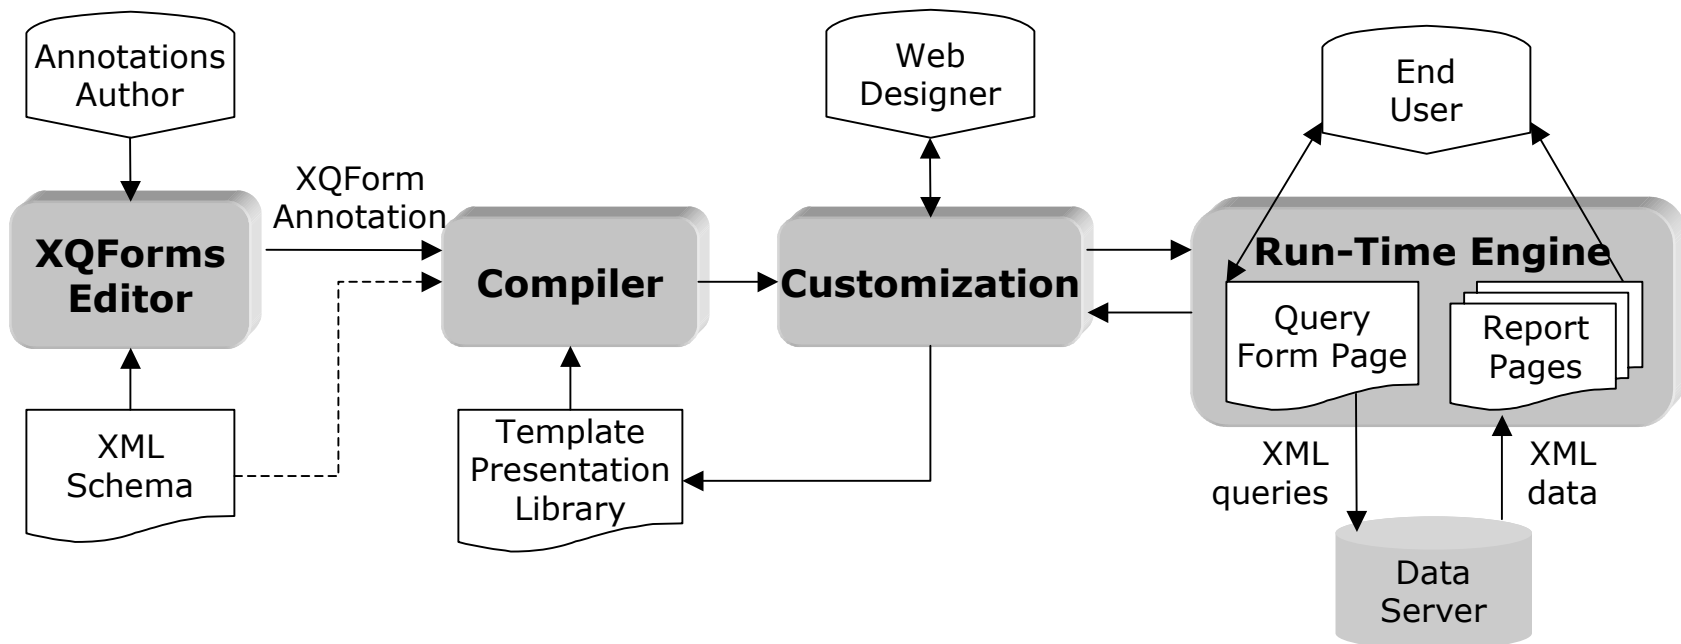 Annotations
Author
Web
Designer
End
User
XQForm
Annotation
XQForms
Editor
Compiler
Customization
Run-Time Engine
Query
Form Page
Report
Pages
XML
Schema
Template
Presentation
Library
XML
queries
XML
data
Data
Server